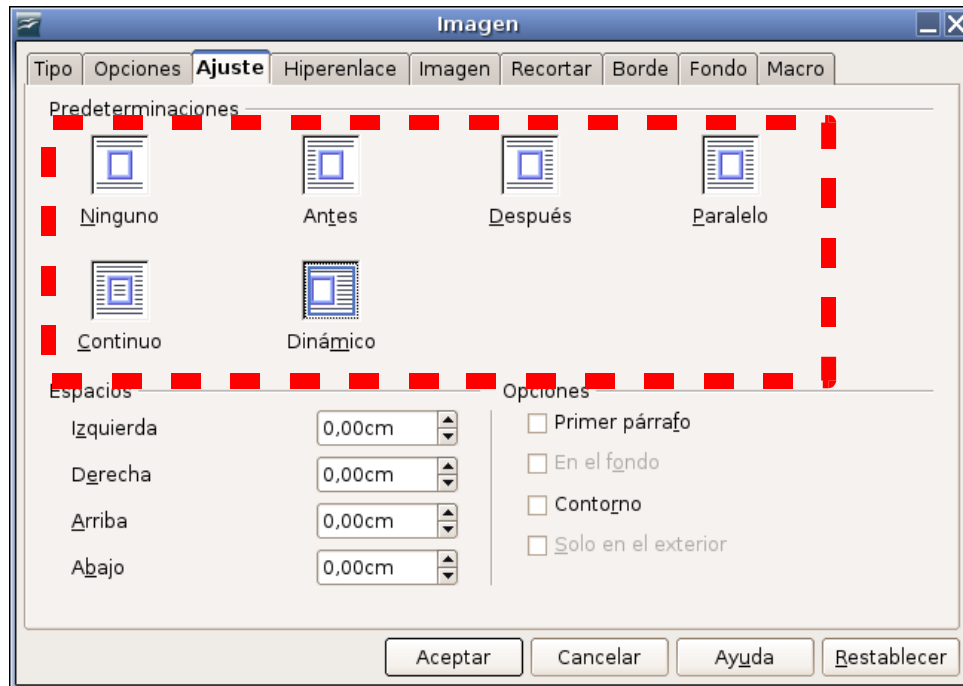 Imagen
Tipo Opciones Ajuste Hiperenlace Imagen Recortar Borde Fondo Macro
Predeterminaciones
Ninguno Antes Después Paralelo
Continuo Dinámico
Espacios Opciones
Izquierda 0,00cm Primer párrafo
Derecha 0,00cm En el fondo
Arriba 0,00cm Contorno
Abajo 0,00cm Solo en el exterior
Aceptar Cancelar Ayuda Restablecer